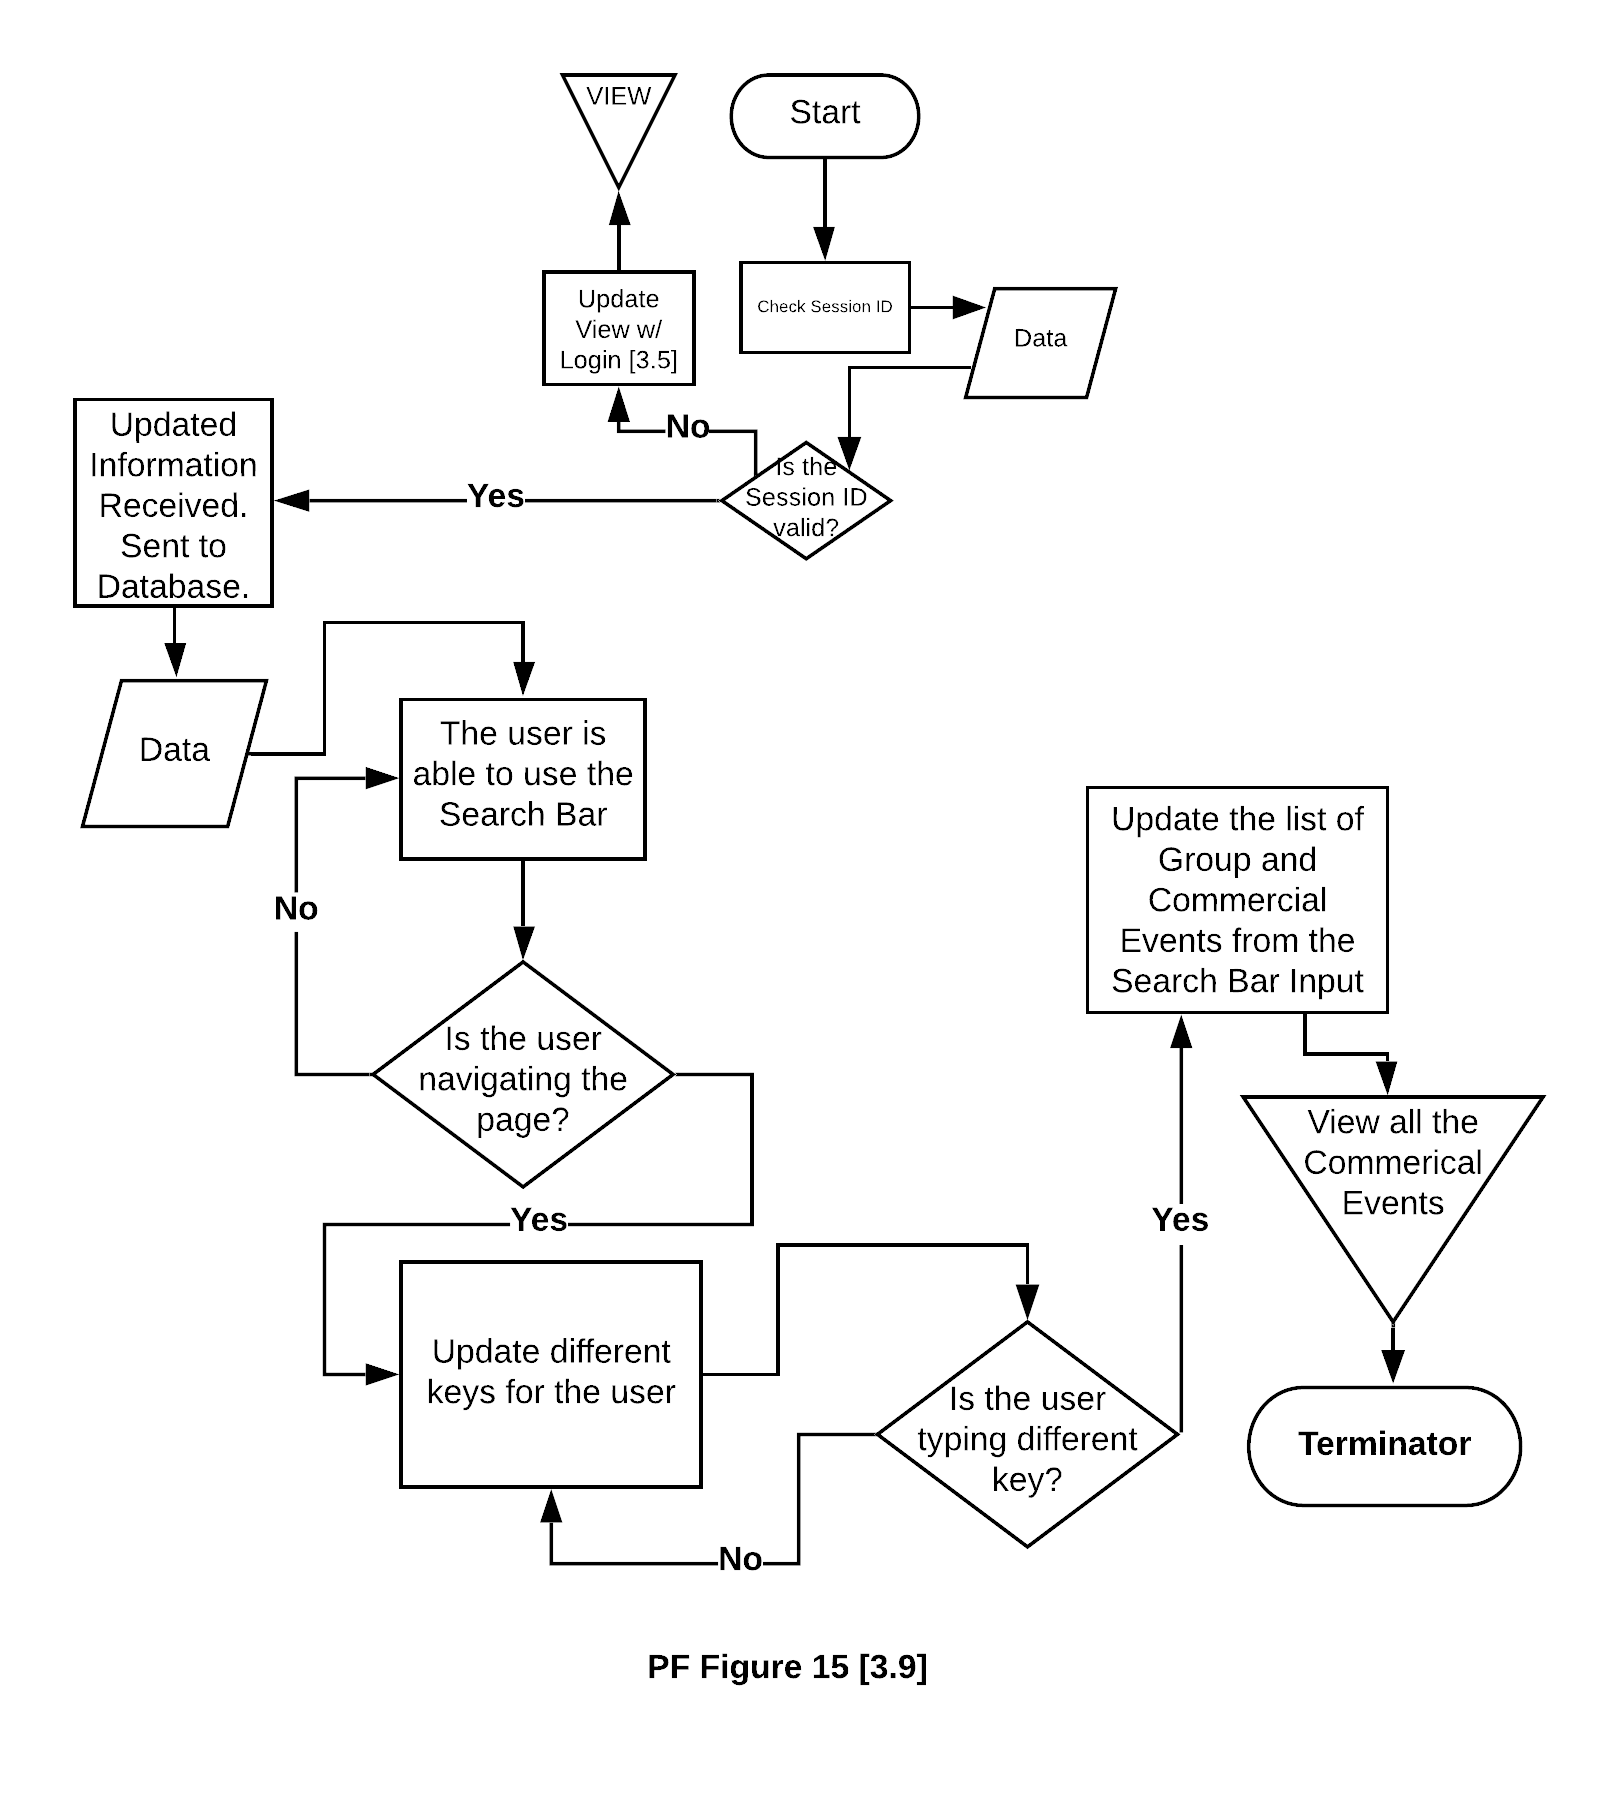 VIEW
Start
Update
View w/
Login [3.5]
Check Session ID
Data
No
Is the
Session ID
valid?
Yes
Updated
Information
Received.
Sent to
Database.
Data
The user is
able to use the
Search Bar
No
Is the user
navigating the
page?
Yes
Update different
keys for the user
Is the user
typing different
key?
No
Yes
Update the list of
Group and
Commercial
Events from the
Search Bar Input
View all the
Commerical
Events
Terminator
PF Figure 15 [3.9]